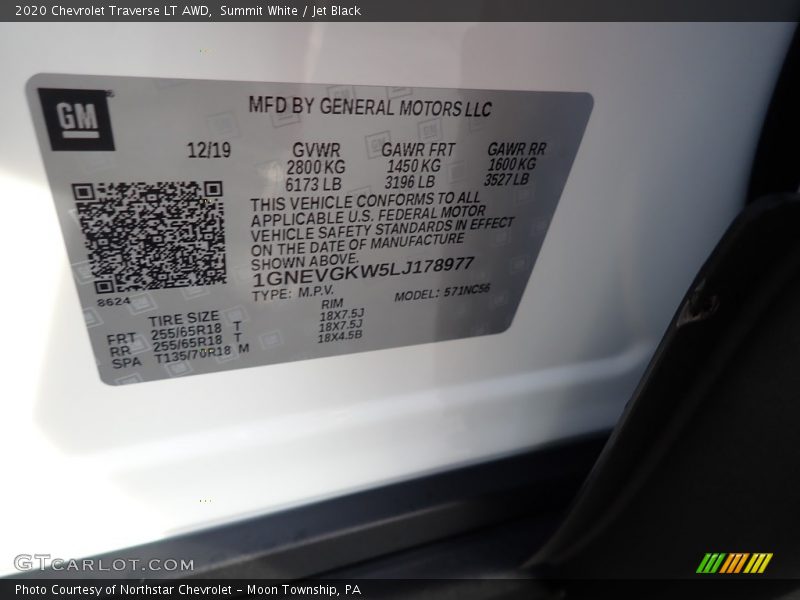 2020 Chevrolet Traverse LT AWD,  Summit White / Jet Black
GM
MFD BY GENERAL MOTORS LLC
12/19
GVWR
2800 KG
6173 LB
GAWR FRT
1450 KG
3196 LB
GAWR RR
1600 KG
3527 LB
THIS VEHICLE CONFORMS TO ALL
APPLICABLE U.S. FEDERAL MOTOR
VEHICLE SAFETY STANDARDS IN EFFECT
ON THE DATE OF MANUFACTURE
SHOWN ABOVE.
1GNEVGKW5LJ178977
TYPE: M.P.V.
MODEL: 571NC56
8624
TIRE SIZE
RIM
FRT 255/65R18 T 18X7.5J
RR 255/65R18 T 18X7.5J
SPA T135/70R18 M 18X4.5B
GTCARLOT.COM
Photo Courtesy of Northstar Chevrolet – Moon Township, PA